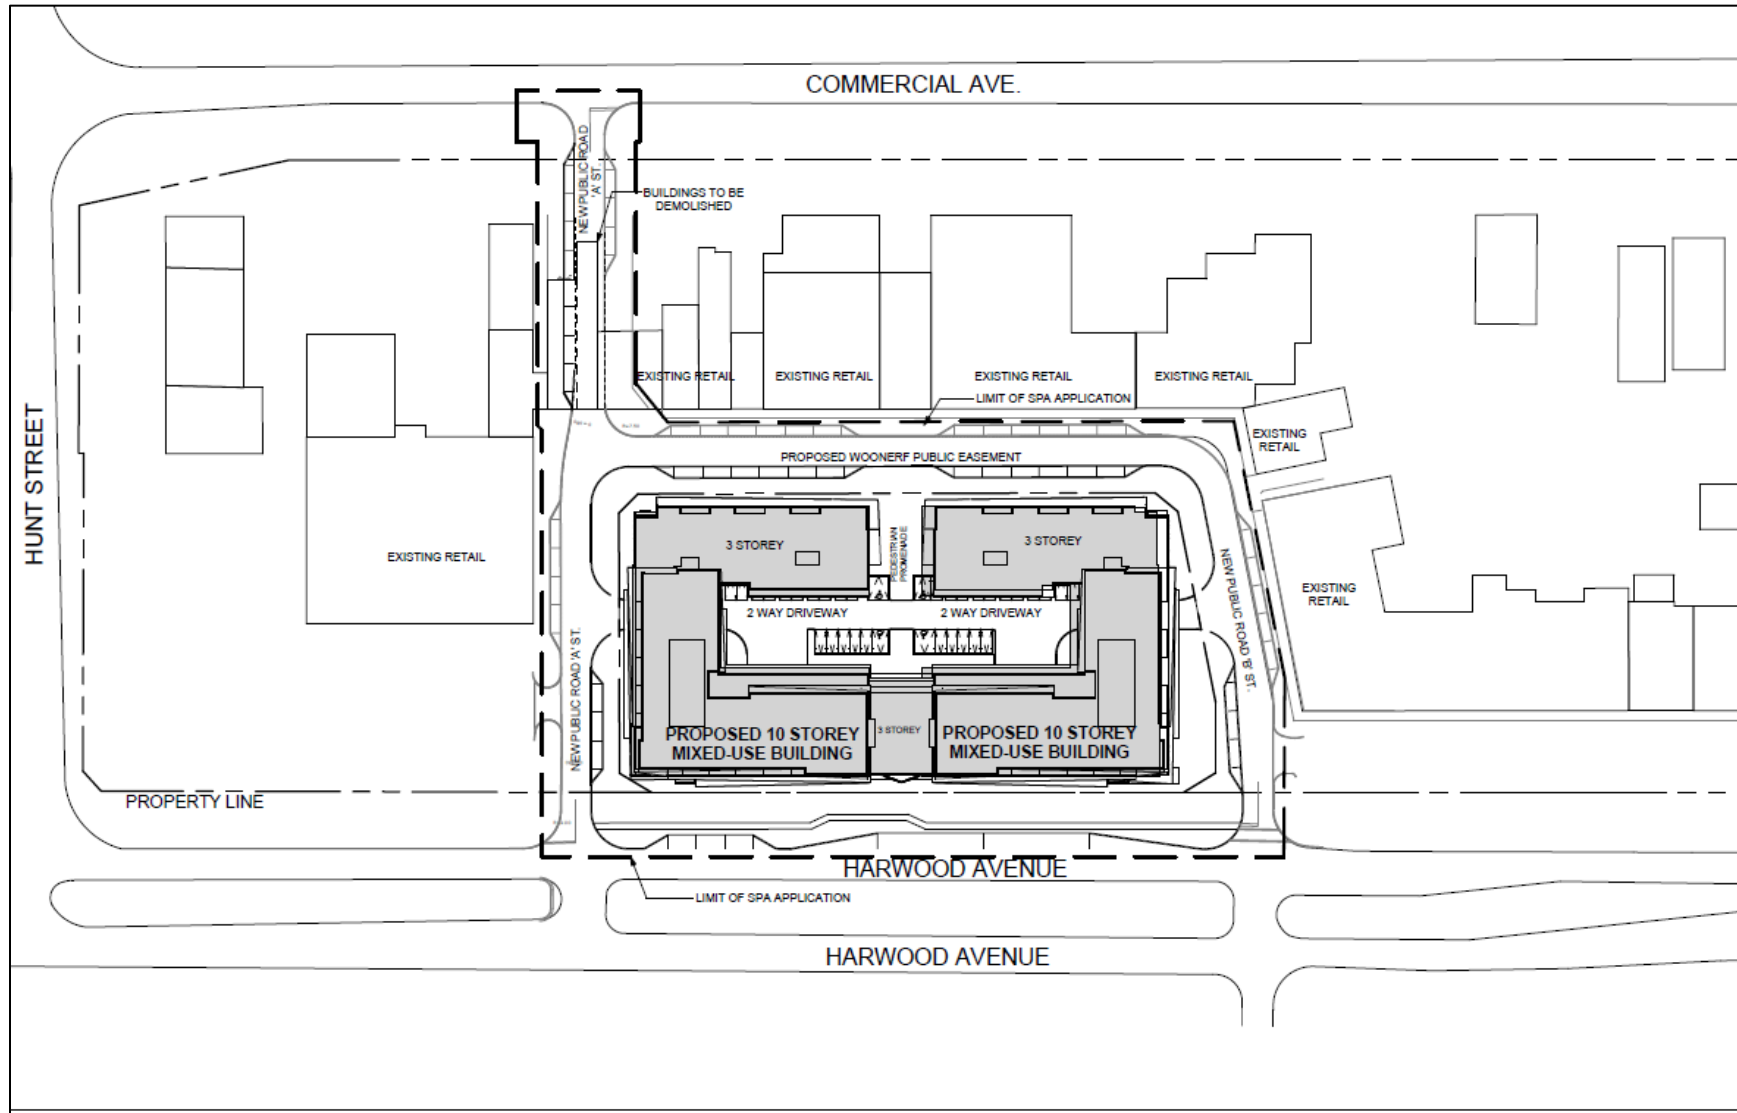 COMMERCIAL AVE.
NEW PUBLIC ROAD
'A' ST.
BUILDINGS TO BE
DEMOLISHED
EXISTING RETAIL
EXISTING RETAIL
EXISTING RETAIL
EXISTING RETAIL
LIMIT OF SPA APPLICATION
EXISTING
RETAIL
PROPOSED WOONERF PUBLIC EASEMENT
HUNT STREET
EXISTING RETAIL
3 STOREY
PEDESTRIAN
PROMENADE
3 STOREY
NEW PUBLIC ROAD 'B' ST.
EXISTING
RETAIL
2 WAY DRIVEWAY
2 WAY DRIVEWAY
NEW PUBLIC ROAD 'A' ST.
PROPOSED 10 STOREY
MIXED-USE BUILDING
3 STOREY
PROPOSED 10 STOREY
MIXED-USE BUILDING
PROPERTY LINE
HARWOOD AVENUE
LIMIT OF SPA APPLICATION
HARWOOD AVENUE